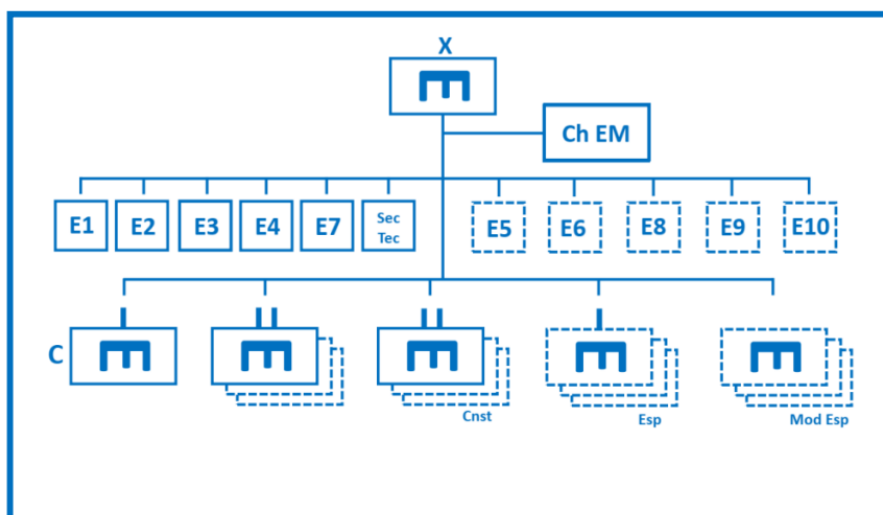 X
Ch EM
E1 E2 E3 E4 E7 Sec Tec E5 E6 E8 E9 E10
C
Cnst Esp Mod Esp